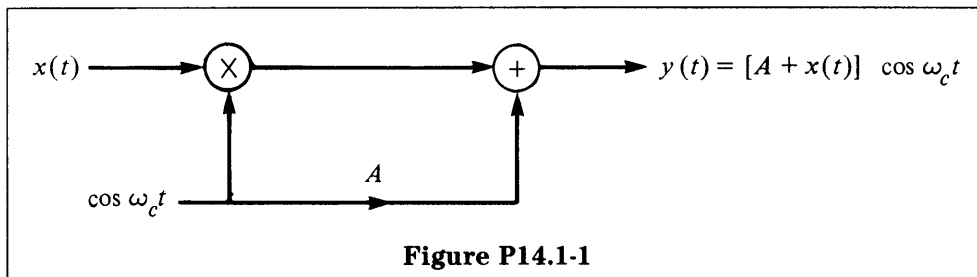 x(t) × + y(t) = [A + x(t)] cos ω_c t
A
cos ω_c t
Figure P14.1-1